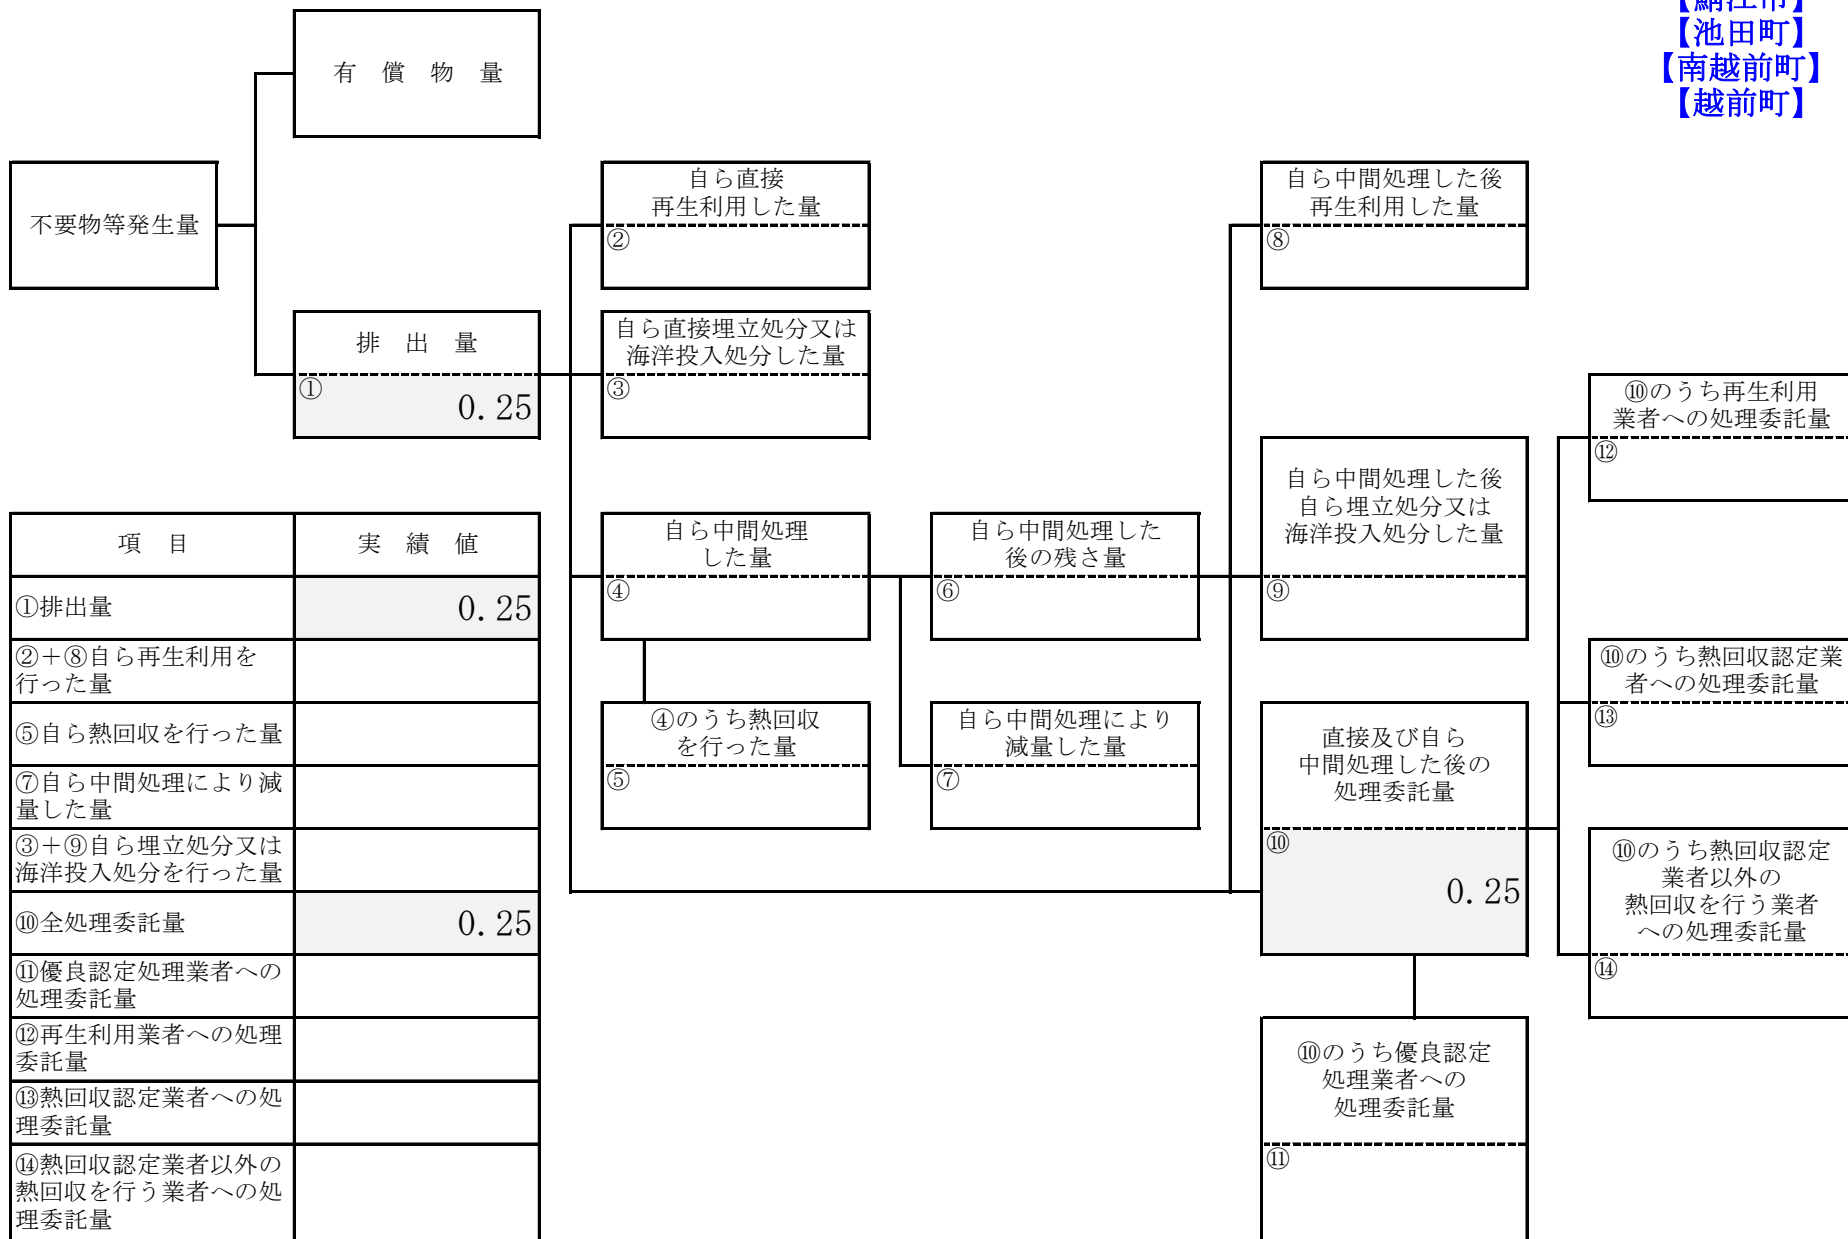 【鯖江市】
【池田町】
【南越前町】
【越前町】
有　償　物　量
不要物等発生量
自ら直接
再生利用した量
②
自ら中間処理した後
再生利用した量
⑧
排　出　量
①
0.25
自ら直接埋立処分又は
海洋投入処分した量
③
⑩のうち再生利用
業者への処理委託量
⑫
自ら中間処理した後
自ら埋立処分又は
海洋投入処分した量
⑨
自ら中間処理
した量
④
自ら中間処理した
後の残さ量
⑥
⑩のうち熱回収認定業
者への処理委託量
⑬
④のうち熱回収
を行った量
⑤
自ら中間処理により
減量した量
⑦
直接及び自ら
中間処理した後の
処理委託量
⑩
0.25
⑩のうち熱回収認定
業者以外の
熱回収を行う業者
への処理委託量
⑭
⑩のうち優良認定
処理業者への
処理委託量
⑪
項　目　実　績　値
①排出量　0.25
②＋⑧自ら再生利用を
行った量
⑤自ら熱回収を行った量
⑦自ら中間処理により減
量した量
③＋⑨自ら埋立処分又は
海洋投入処分を行った量
⑩全処理委託量　0.25
⑪優良認定処理業者への
処理委託量
⑫再生利用業者への処理
委託量
⑬熱回収認定業者への処
理委託量
⑭熱回収認定業者以外の
熱回収を行う業者への処
理委託量